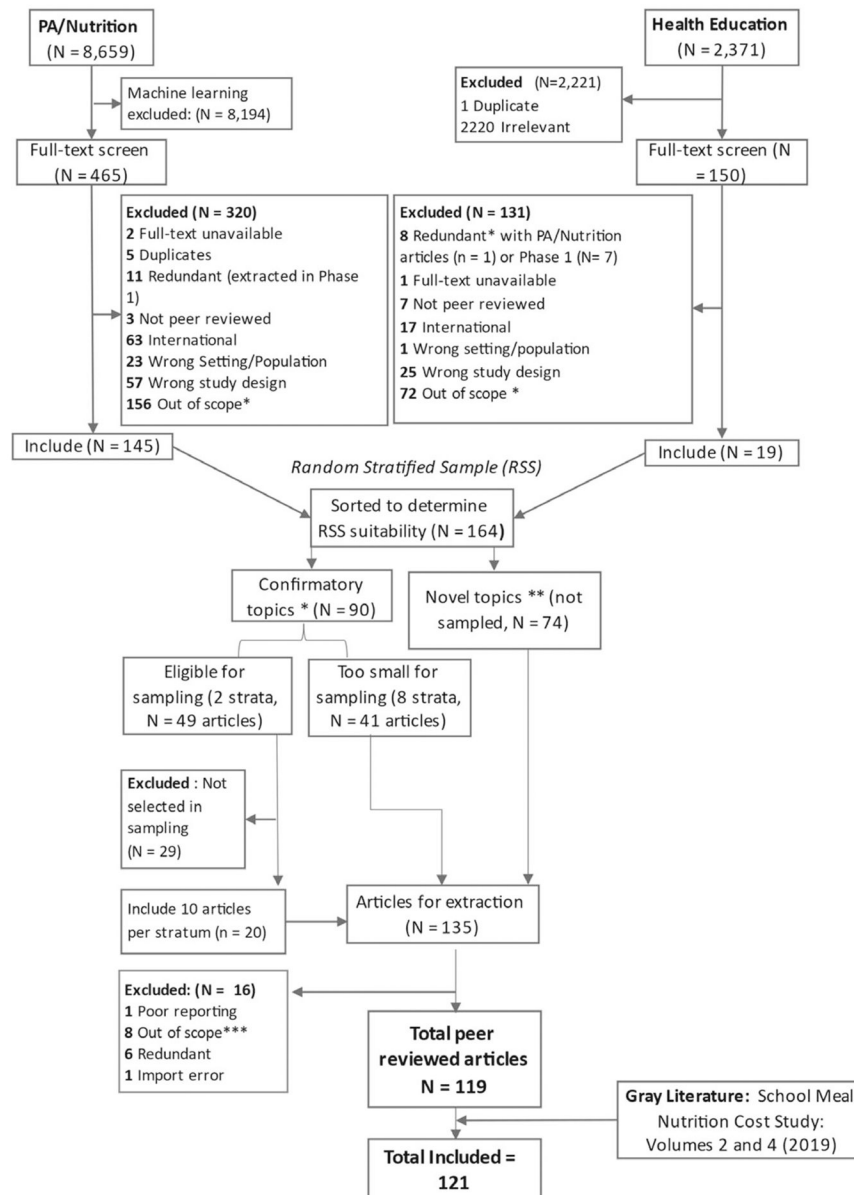 PA/Nutrition
(N = 8,659)
Health Education
(N = 2,371)
Machine learning
excluded: (N = 8,194)
Excluded (N=2,221)
1 Duplicate
2220 Irrelevant
Full-text screen
(N = 465)
Full-text screen (N
= 150)
Excluded (N = 320)
2 Full-text unavailable
5 Duplicates
11 Redundant (extracted in Phase
1)
3 Not peer reviewed
63 International
23 Wrong Setting/Population
57 Wrong study design
156 Out of scope*
Excluded (N = 131)
8 Redundant* with PA/Nutrition
articles (n = 1) or Phase 1 (N= 7)
1 Full-text unavailable
7 Not peer reviewed
17 International
1 Wrong setting/population
25 Wrong study design
72 Out of scope *
Include (N = 145)
Include (N = 19)
Random Stratified Sample (RSS)
Sorted to determine
RSS suitability (N = 164)
Confirmatory
topics * (N = 90)
Novel topics ** (not
sampled, N = 74)
Eligible for
sampling (2 strata,
N = 49 articles)
Too small for
sampling (8 strata,
N = 41 articles)
Excluded : Not
selected in
sampling
(N = 29)
Include 10 articles
per stratum (n = 20)
Articles for extraction
(N = 135)
Excluded: (N = 16)
1 Poor reporting
8 Out of scope***
6 Redundant
1 Import error
Total peer
reviewed articles
N = 119
Gray Literature: School Meal
Nutrition Cost Study:
Volumes 2 and 4 (2019)
Total Included =
121